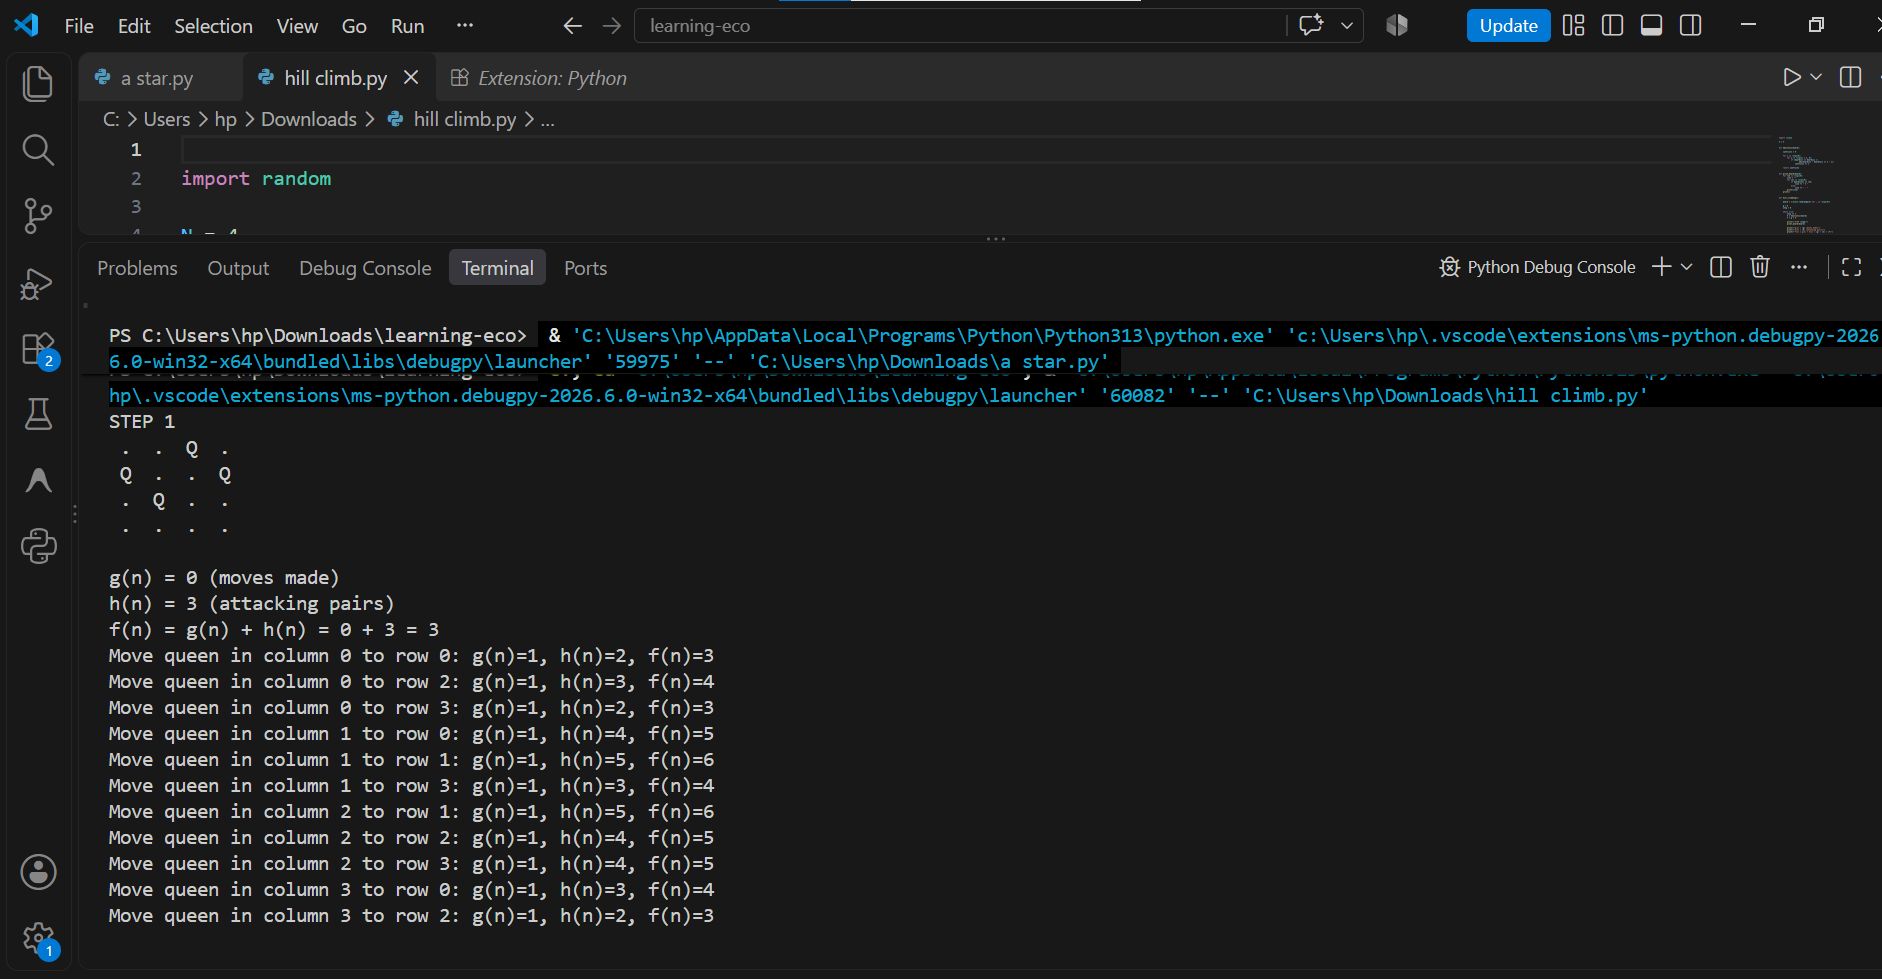 File Edit Selection View Go Run ··· learning-eco Update
a star.py hill climb.py Extension: Python
C: > Users > hp > Downloads > hill climb.py > ...
1
2 import random
3
4 N = 4
Problems Output Debug Console Terminal Ports Python Debug Console
PS C:\Users\hp\Downloads\learning-eco> & 'C:\Users\hp\AppData\Local\Programs\Python\Python313\python.exe' 'c:\Users\hp\.vscode\extensions\ms-python.debugpy-2026
6.0-win32-x64\bundled\libs\debugpy\launcher' '59975' '--' 'C:\Users\hp\Downloads\a star.py'
hp\.vscode\extensions\ms-python.debugpy-2026.6.0-win32-x64\bundled\libs\debugpy\launcher' '60082' '--' 'C:\Users\hp\Downloads\hill climb.py'
STEP 1
. . Q .
Q . . Q
. Q . .
. . . .
g(n) = 0 (moves made)
h(n) = 3 (attacking pairs)
f(n) = g(n) + h(n) = 0 + 3 = 3
Move queen in column 0 to row 0: g(n)=1, h(n)=2, f(n)=3
Move queen in column 0 to row 2: g(n)=1, h(n)=3, f(n)=4
Move queen in column 0 to row 3: g(n)=1, h(n)=2, f(n)=3
Move queen in column 1 to row 0: g(n)=1, h(n)=4, f(n)=5
Move queen in column 1 to row 1: g(n)=1, h(n)=5, f(n)=6
Move queen in column 1 to row 3: g(n)=1, h(n)=3, f(n)=4
Move queen in column 2 to row 1: g(n)=1, h(n)=5, f(n)=6
Move queen in column 2 to row 2: g(n)=1, h(n)=4, f(n)=5
Move queen in column 2 to row 3: g(n)=1, h(n)=4, f(n)=5
Move queen in column 3 to row 0: g(n)=1, h(n)=3, f(n)=4
Move queen in column 3 to row 2: g(n)=1, h(n)=2, f(n)=3
2
1